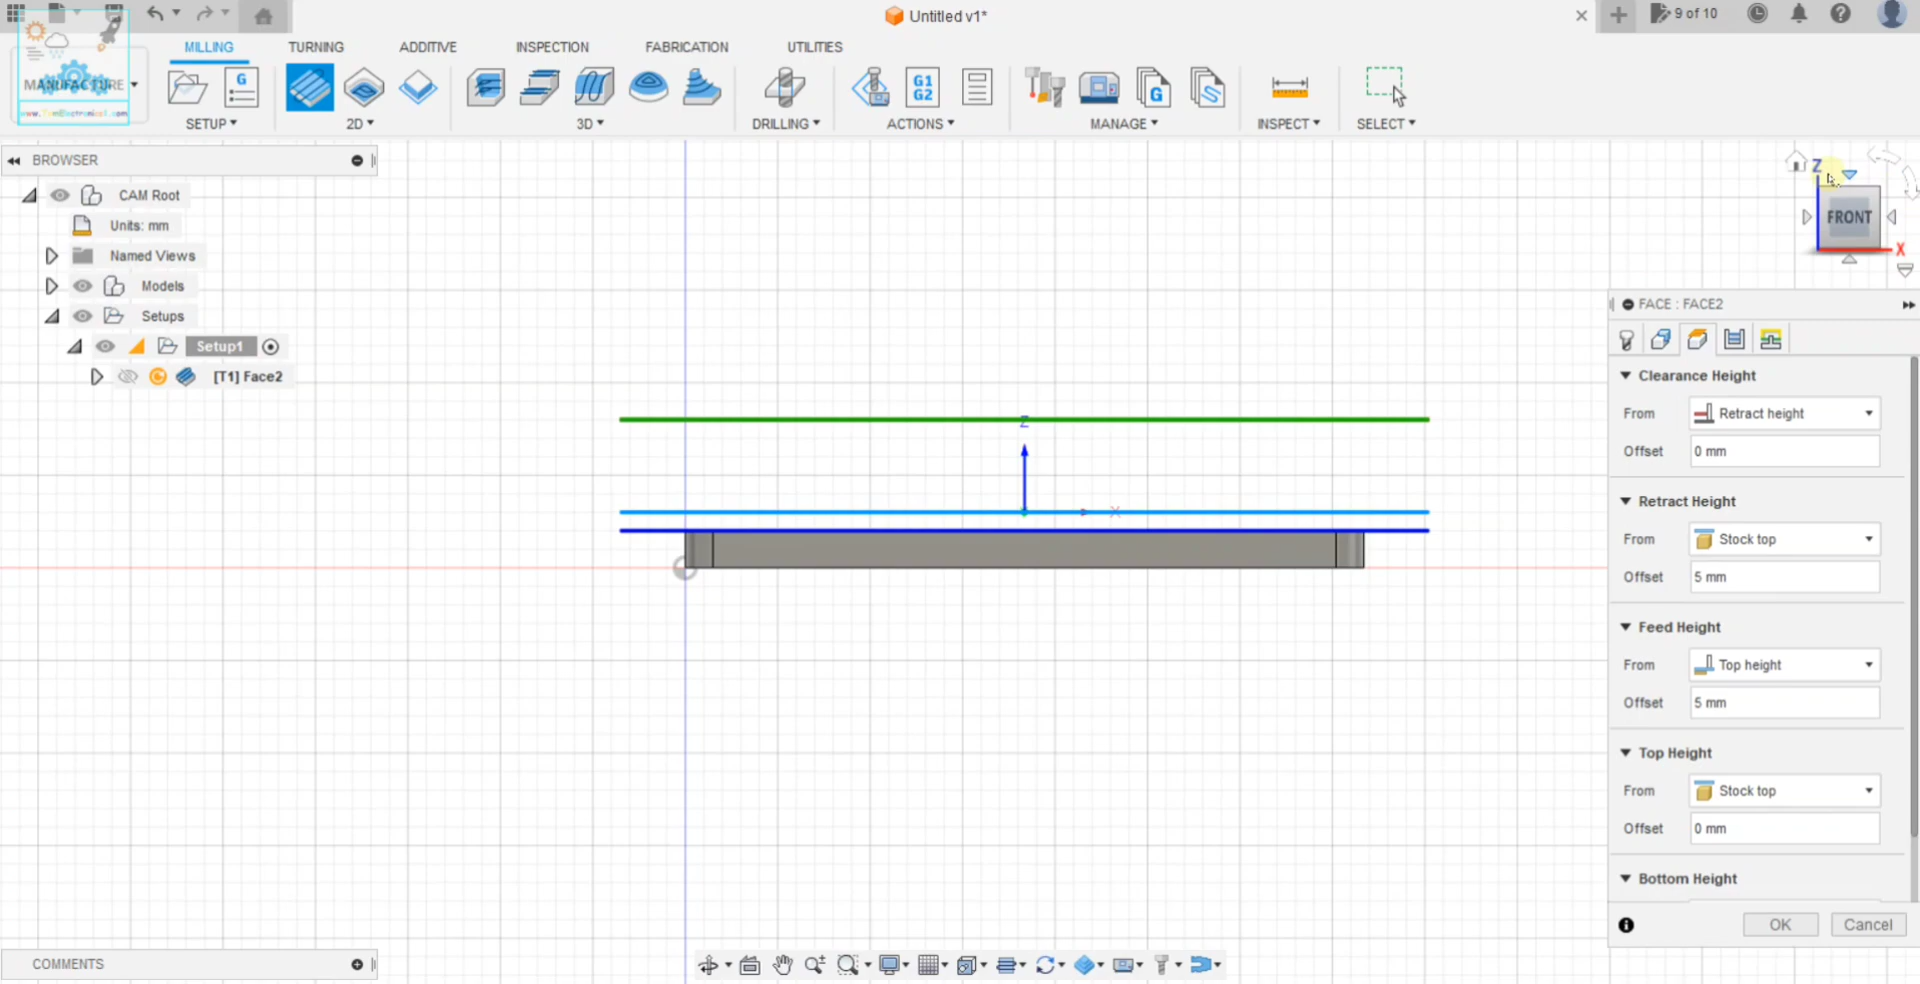 Untitled v1*
9 of 10
MILLING
TURNING
ADDITIVE
INSPECTION
FABRICATION
UTILITIES
MANUFACTURE
G
G1
G2
G
SETUP
2D
3D
DRILLING
ACTIONS
MANAGE
INSPECT
SELECT
BROWSER
CAM Root
Units: mm
Named Views
Models
Setups
Setup1
[T1] Face2
Z
FRONT
X
Z
X
FACE : FACE2
Clearance Height
From Retract height
Offset 0 mm
Retract Height
From Stock top
Offset 5 mm
Feed Height
From Top height
Offset 5 mm
Top Height
From Stock top
Offset 0 mm
Bottom Height
OK Cancel
COMMENTS